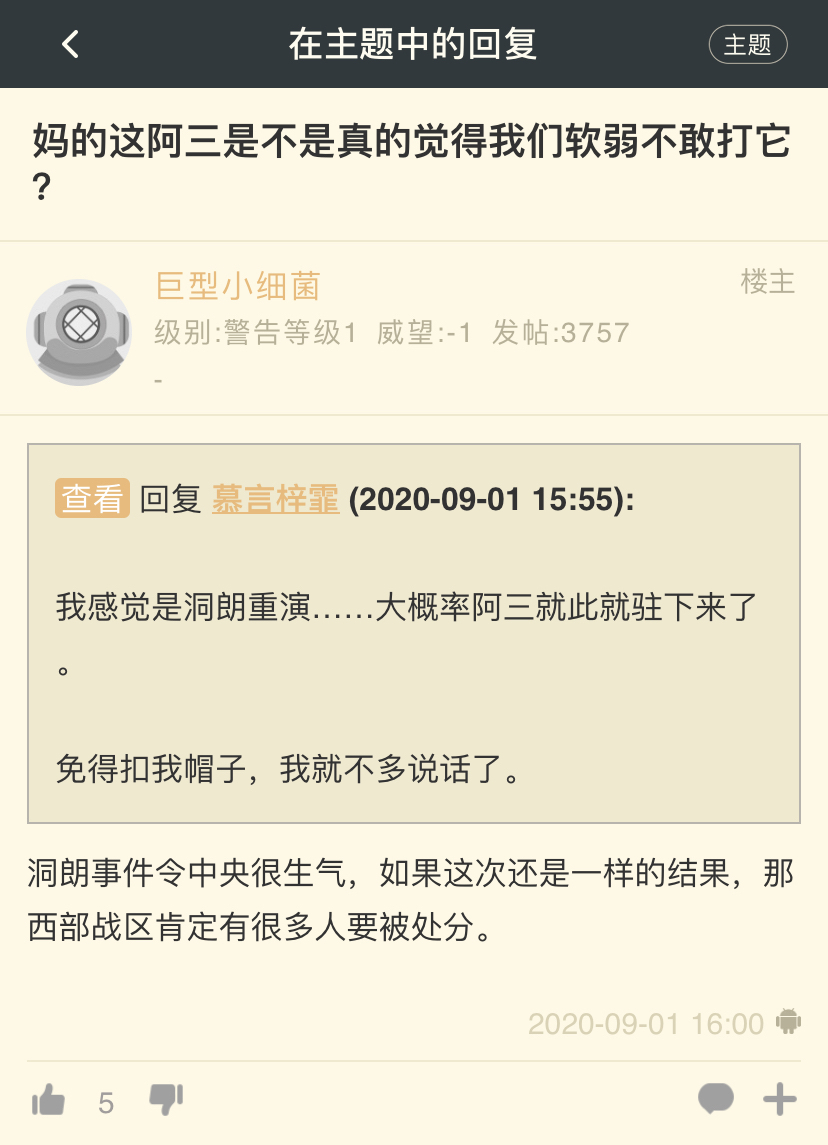 在主题中的回复
主题
妈的这阿三是不是真的觉得我们软弱不敢打它
?
巨型小细菌
楼主
级别:警告等级1 威望:-1 发帖:3757
-
查看 回复 慕言梓霏 (2020-09-01 15:55):
我感觉是洞朗重演……大概率阿三就此就驻下来了
。
免得扣我帽子，我就不多说话了。
洞朗事件令中央很生气，如果这次还是一样的结果，那
西部战区肯定有很多人要被处分。
2020-09-01 16:00
5